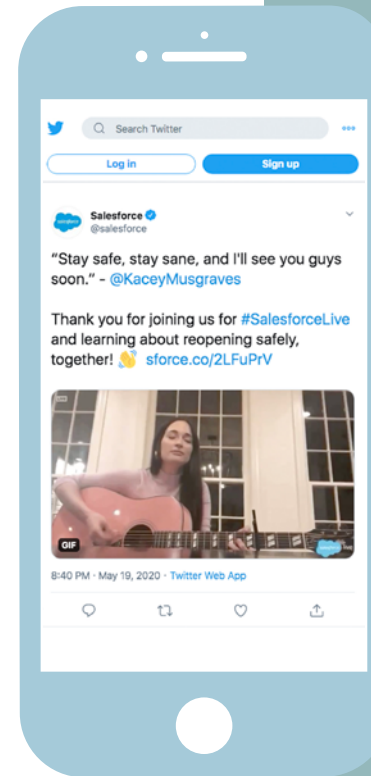 Search Twitter
Log in
Sign up
Salesforce
@salesforce
“Stay safe, stay sane, and I'll see you guys
soon.” - @KaceyMusgraves
Thank you for joining us for #SalesforceLive
and learning about reopening safely,
together! 👋 sforce.co/2LFuPrV
GIF
8:40 PM · May 19, 2020 · Twitter Web App